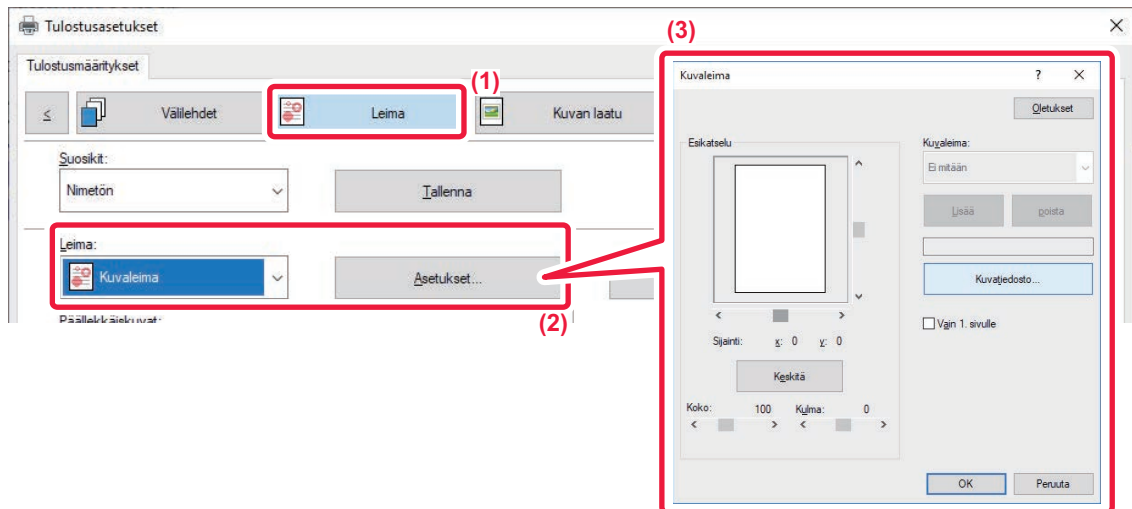 Tulostusasetukset
Tulostusmääritykset
(1)
<
Välilehdet
Leima
Kuvan laatu
Suosikit:
Nimetön
Tallenna
Leima:
Kuvaleima
Asetukset...
(2)
Päällekkäiskuvat:
(3)
Kuvaleima
?
Oletukset
Esikatselu
Kuvaleima:
Ei mitään
Lisää
poista
Kuvatiedosto...
Vain 1. sivulle
Sijainti: x: 0 y: 0
Keskitä
Koko: 100 Kulma: 0
OK
Peruuta